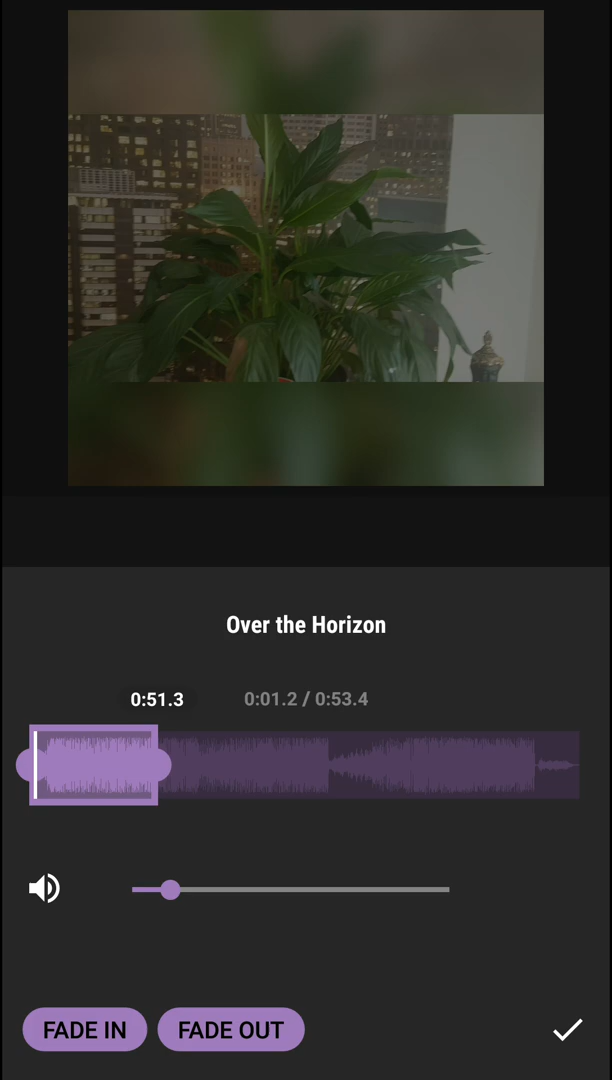 Over the Horizon
0:51.3
0:01.2 / 0:53.4
FADE IN
FADE OUT